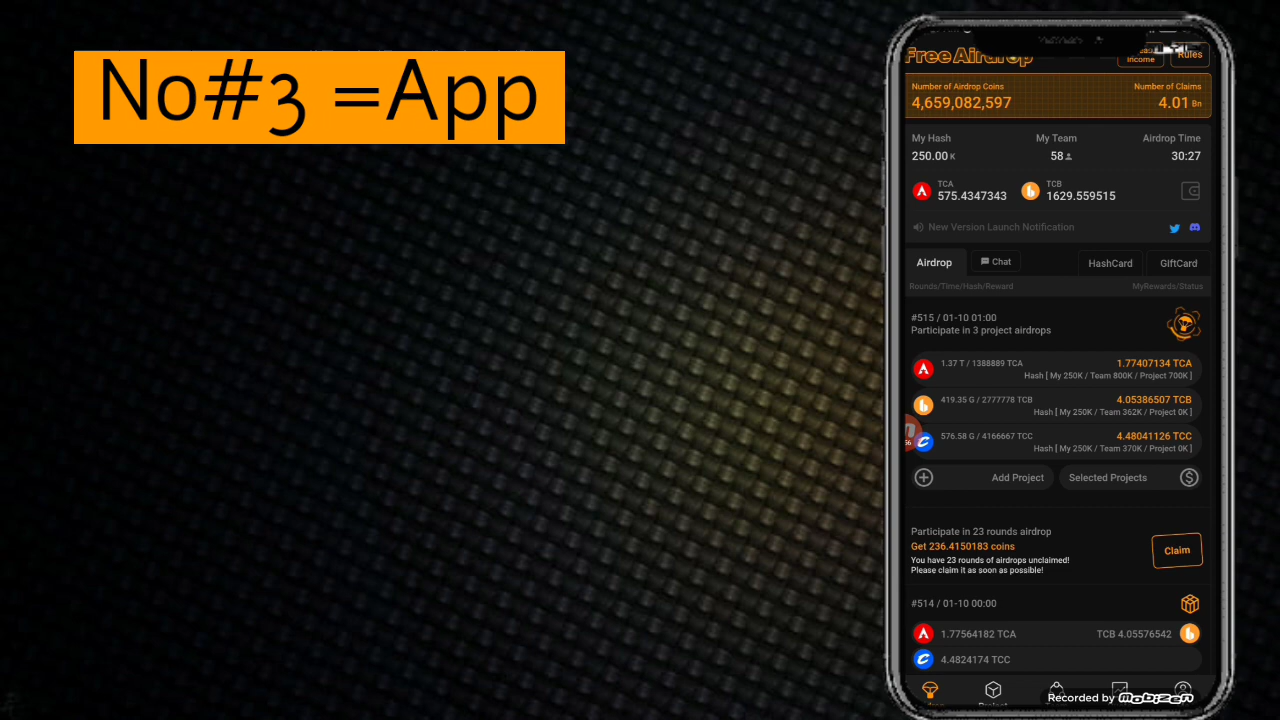 No#3 =App
Free Airdrop
Income
Rules
Number of Airdrop Coins
Number of Claims
4,659,082,597
4.01 Bn
My Hash
My Team
Airdrop Time
250.00 K
58
30:27
TCA
575.4347343
TCB
1629.559515
New Version Launch Notification
Airdrop
Chat
HashCard
GiftCard
Rounds/Time/Hash/Reward
MyRewards/Status
#515 / 01-10 01:00
Participate in 3 project airdrops
1.37 T / 1388889 TCA
1.77407134 TCA
Hash [ My 250K / Team 800K / Project 700K ]
419.35 G / 2777778 TCB
4.05386507 TCB
Hash [ My 250K / Team 362K / Project 0K ]
576.58 G / 4166667 TCC
4.48041126 TCC
Hash [ My 250K / Team 370K / Project 0K ]
Add Project
Selected Projects
Participate in 23 rounds airdrop
Get 236.4150183 coins
You have 23 rounds of airdrops unclaimed!
Please claim it as soon as possible!
Claim
#514 / 01-10 00:00
1.77564182 TCA
TCB 4.05576542
4.4824174 TCC
Recorded by mobizen